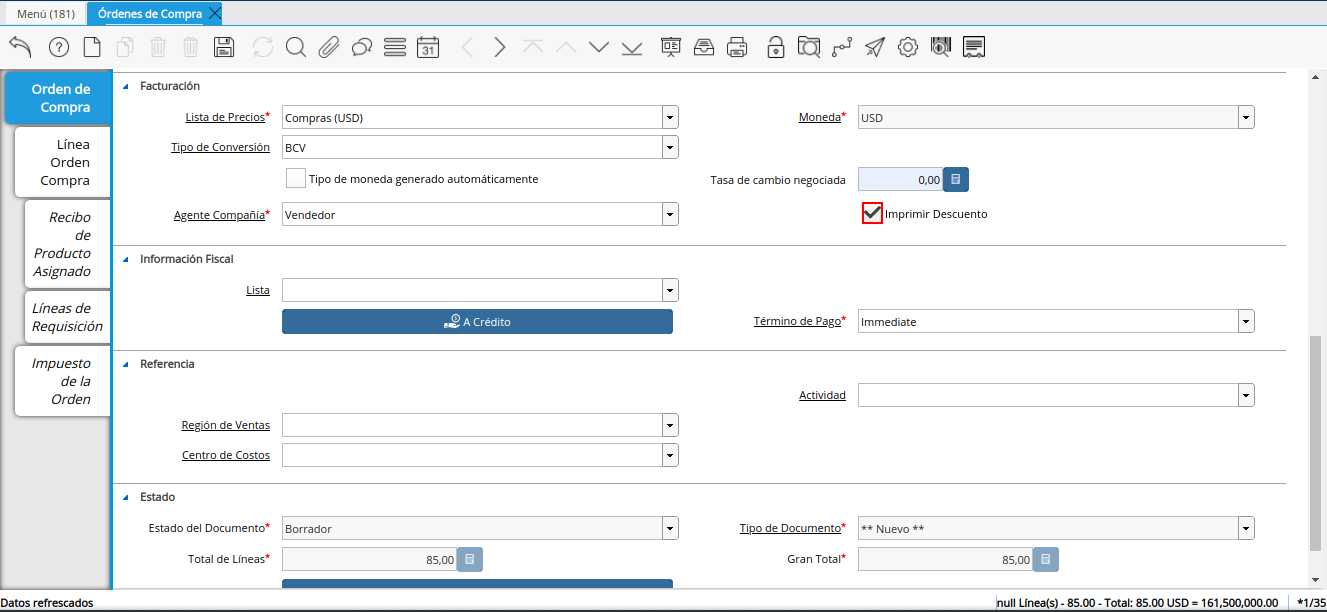 Menú (181)
Órdenes de Compra
31
Orden de
Compra
Línea
Orden
Compra
Recibo
de
Producto
Asignado
Líneas de
Requisición
Impuesto
de la
Orden
Facturación
Lista de Precios* Compras (USD) Moneda* USD
Tipo de Conversión BCV
Tipo de moneda generado automáticamente Tasa de cambio negociada 0,00
Agente Compañía* Vendedor Imprimir Descuento
Información Fiscal
Lista
A Crédito Término de Pago* Immediate
Referencia
Actividad
Región de Ventas
Centro de Costos
Estado
Estado del Documento* Borrador Tipo de Documento* ** Nuevo **
Total de Líneas* 85,00 Gran Total* 85,00
Datos refrescados null Línea(s) - 85.00 - Total: 85.00 USD = 161,500,000.00 *1/35